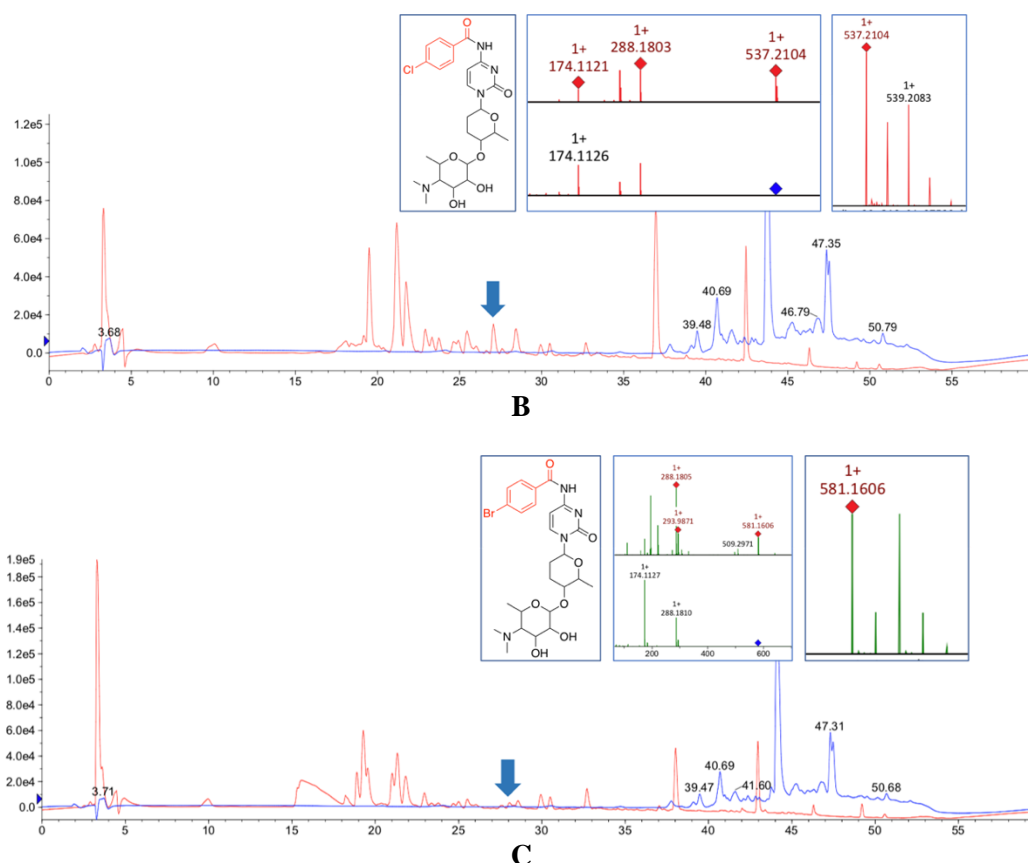 O
NH
Cl
N
N
O
O
O
O
N
OH
OH
1+
174.1121
1+
288.1803
1+
537.2104
1+
174.1126
1+
537.2104
1+
539.2083
1.2e5
1.0e5
8.0e4
6.0e4
4.0e4
2.0e4
0.0
3.68
39.48
40.69
46.79
47.35
50.79
0 5 10 15 20 25 30 35 40 45 50 55
B
O
NH
Br
N
N
O
O
O
O
N
OH
OH
1+
288.1805
1+
293.9871
1+
581.1606
509.2971
1+
174.1127
1+
288.1810
200 400 600
1+
581.1606
1.9e5
1.8e5
1.6e5
1.4e5
1.2e5
1.0e5
8.0e4
6.0e4
4.0e4
2.0e4
0.0
3.71
39.47
40.69
41.60
47.31
50.68
0 5 10 15 20 25 30 35 40 45 50 55
C